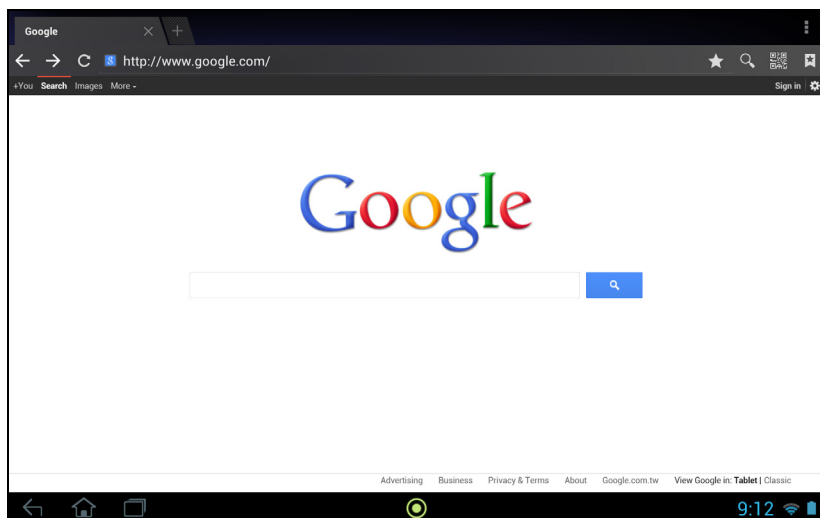 Google
http://www.google.com/
+You Search Images More
Sign in
Google
Advertising Business Privacy & Terms About Google.com.tw View Google in: Tablet | Classic
9:12